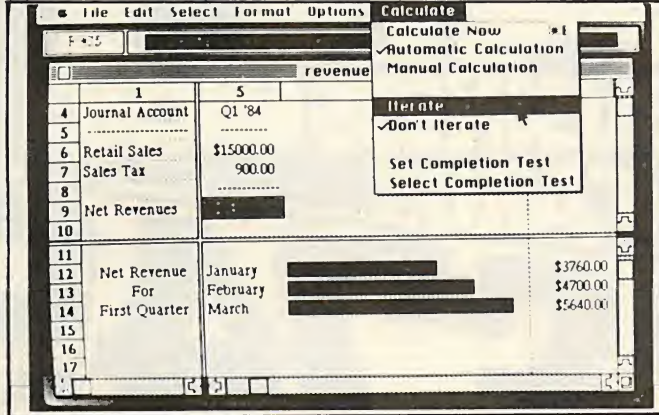 File Edit Select Format Options Calculate
Calculate Now
✓Automatic Calculation
Manual Calculation
Iterate
✓Don't Iterate
Set Completion Test
Select Completion Test
revenue
1 5
4 Journal Account Q1 '84
5 ------------- ---------
6 Retail Sales $15000.00
7 Sales Tax 900.00
8 ---------
9 Net Revenues
10
11
12 Net Revenue January $3760.00
13 For February $4700.00
14 First Quarter March $5640.00
15
16
17